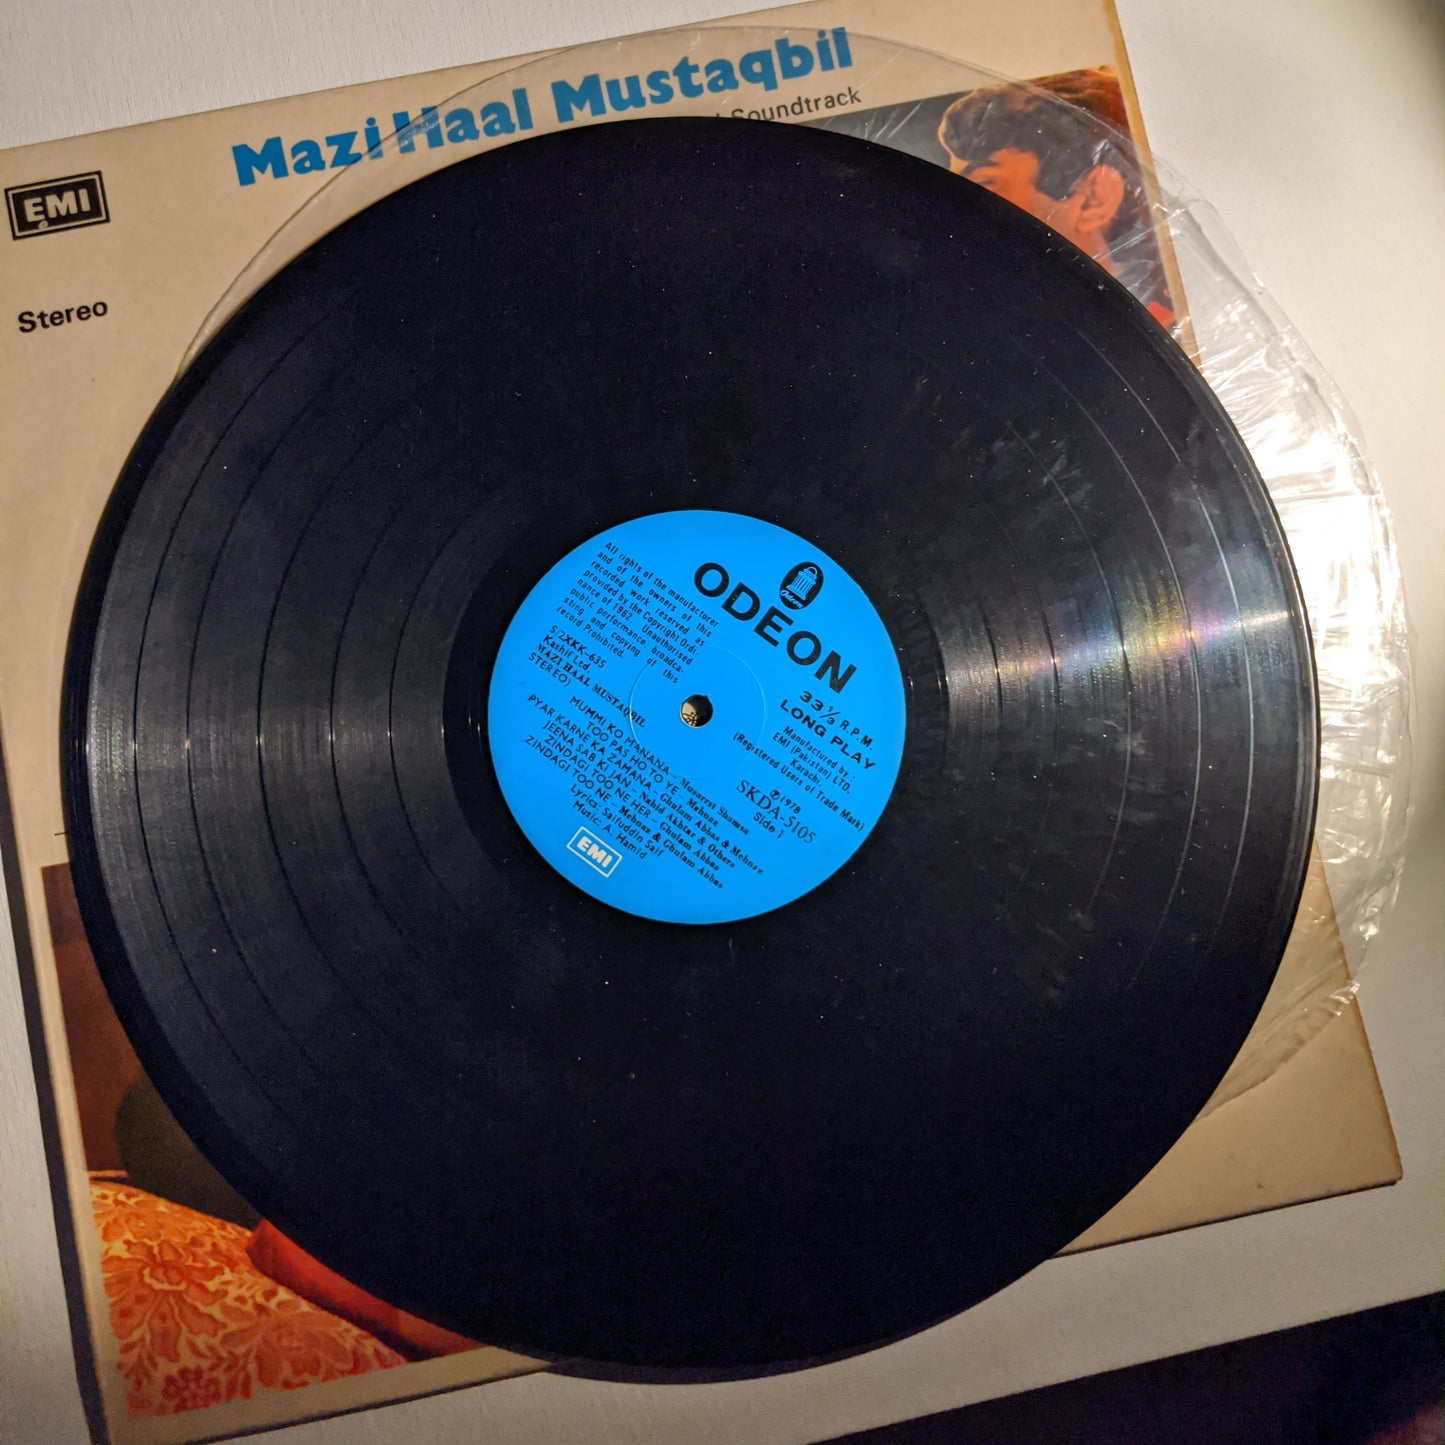 Mazi Haal Mustaqbil
Soundtrack
EMI
Stereo
ODEON
33 1/3 R.P.M.
LONG PLAY
Manufactured by :
EMI (Pakistan) LTD.
Karachi
(Registered Users of Trade Mark)
℗1978
SKDA-5105
Side 1
All rights of the manufacturer
and of the owners of this
recorded work reserved as
provided by the Copyright Ordi-
nance of 1962. Unauthorised
public performance, broadca-
sting and copying of this
record Prohibited.
S/2XKK-635
Kashif Ltd
MAZI HAAL MUSTAQBIL
STEREO)
MUMMI KO MANANA - Musarrat Shamsa
TOO PAS HO TO YE - Mehnaz
PYAR KARNE KA ZAMANA - Ghulam Abbas & Mehnaz
JEENA SAB KI JAN - Nahid Akhtar & Others
ZINDAGI TOO NE HER - Ghulam Abbas
ZINDAGI TOO NE - Mehnaz & Ghulam Abbas
Lyrics: Saifuddin Saif
Music: A. Hamid
EMI